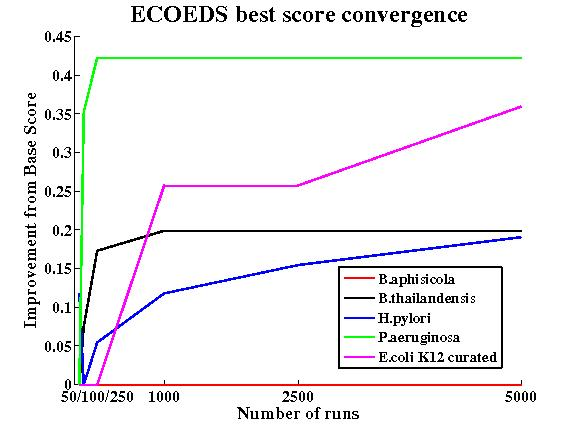 ECOEDS best score convergence
Improvement from Base Score
0.45
0.4
0.35
0.3
0.25
0.2
0.15
0.1
0.05
0
50/100/250 1000 2500 5000
Number of runs
B.aphisicola
B.thailandensis
H.pylori
P.aeruginosa
E.coli K12 curated